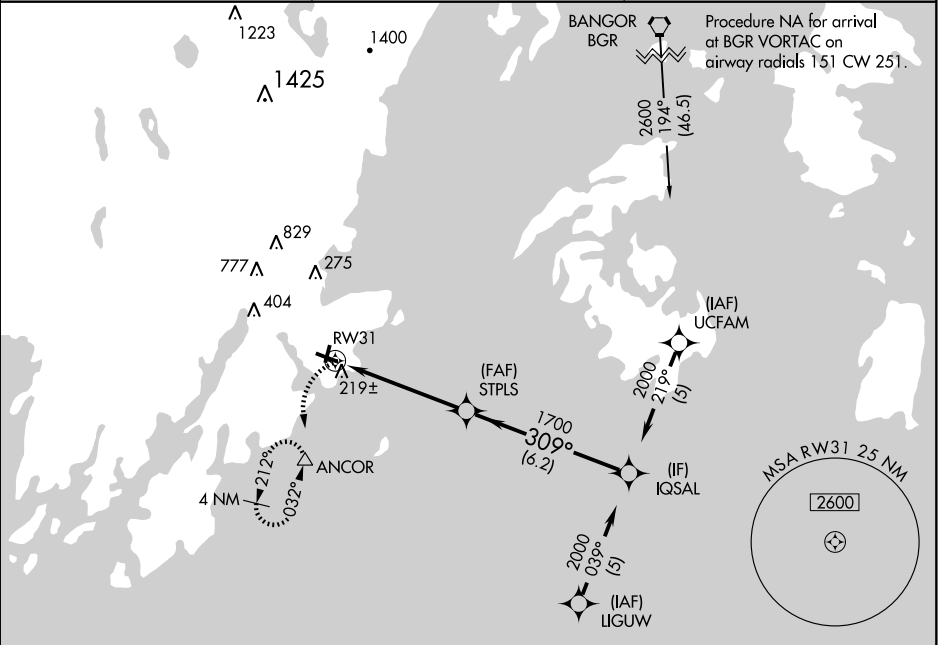 1223
1400
1425
BANGOR
BGR
Procedure NA for arrival
at BGR VORTAC on
airway radials 151 CW 251.
2600
194°
(46.5)
829
777
275
404
RW31
219±
(IAF)
UCFAM
2000
219°
(5)
(FAF)
STPLS
1700
309°
(6.2)
(IF)
IQSAL
ANCOR
212°
032°
4 NM
MSA RW31 25 NM
2600
2000
039°
(5)
(IAF)
LIGUW